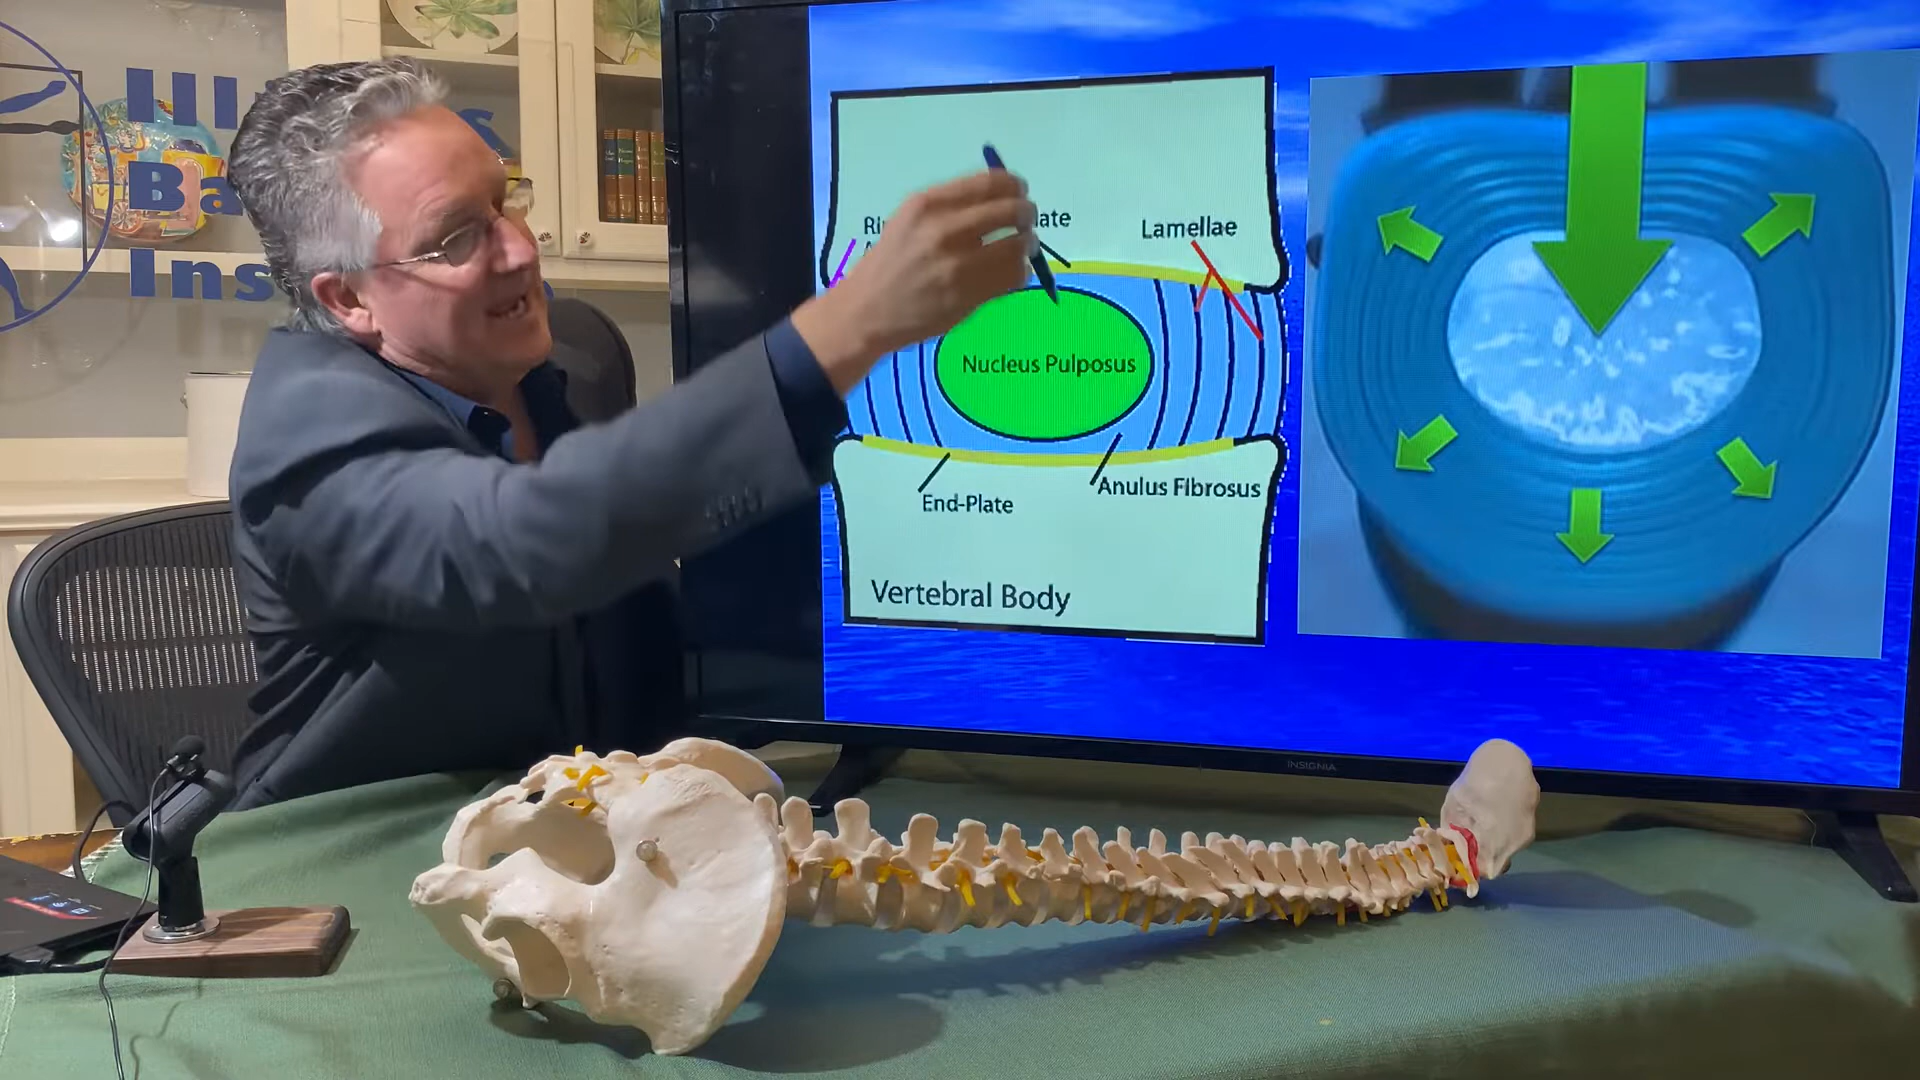 Lamellae
Nucleus Pulposus
End-Plate
Anulus Fibrosus
Vertebral Body
INSIGNIA